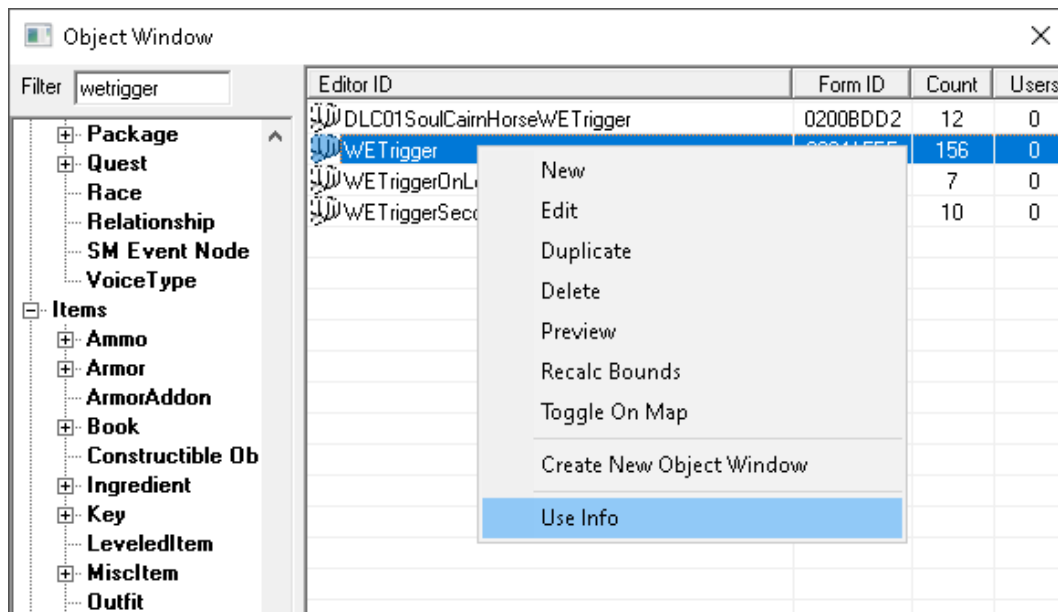 Object Window
Filter wetrigger
Package
Quest
Race
Relationship
SM Event Node
VoiceType
Items
Ammo
Armor
ArmorAddon
Book
Constructible Ob
Ingredient
Key
LeveledItem
MiscItem
Outfit
Editor ID Form ID Count Users
DLC01SoulCairnHorseWETrigger 0200BDD2 12 0
WETrigger 156 0
WETriggerOnL 7 0
WETriggerSec 10 0
New
Edit
Duplicate
Delete
Preview
Recalc Bounds
Toggle On Map
Create New Object Window
Use Info